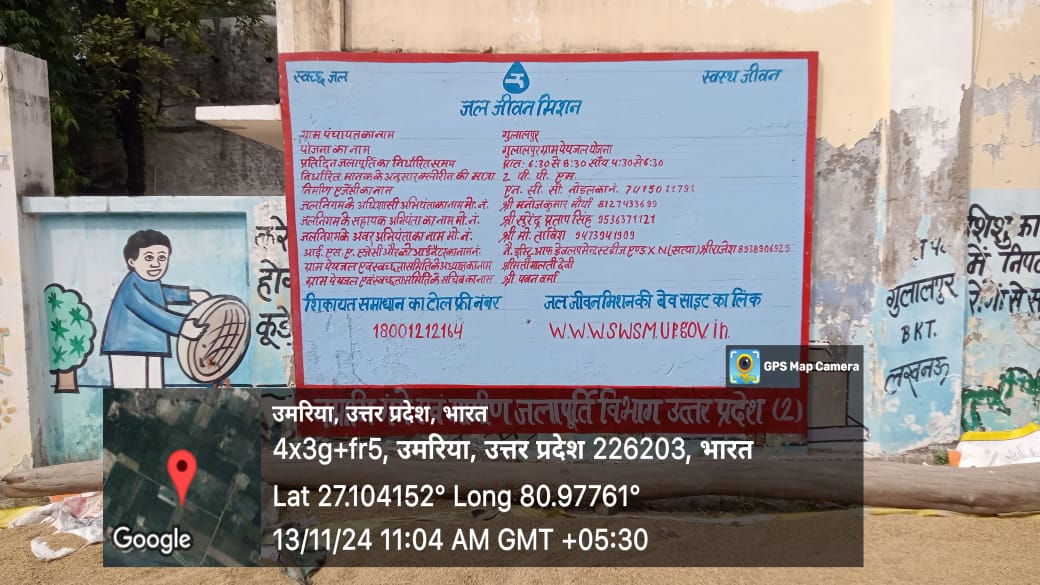 स्वच्छ जल
स्वस्थ जीवन
जल जीवन मिशन
ग्राम पंचायत का नाम गुलालपुर
योजना का नाम गुलालपुर ग्राम पेयजल योजना
प्रतिदिन जलापूर्ति का निर्धारित समय प्रातः 6:30 से 8:30 सांय 4:30 से 6:30
निर्धारित मानक के अनुसार क्लोरीन की मात्रा 2 पी. पी. एम.
निर्माण एजेंसी का नाम एन. सी. सी. नोडल का नं.
जलनिगम के अधिशासी अभियंता का नाम मो. नं. श्री मनोज कुमार मौर्या 8127433699
जलनिगम के सहायक अभियंता का नाम मो. नं. श्री सुरेंद्र प्रताप सिंह 9536371121
जलनिगम के अवर अभियंता का नाम मो. नं. श्री मो. ताबिश 9473941909
आई. एस. ए. एजेंसी और श्री राजेश 8938906925
ग्राम पेयजल एवं स्वच्छता समिति के अध्यक्ष का नाम श्रीमती मालती देवी
ग्राम पेयजल एवं स्वच्छता समिति के सचिव का नाम श्री पवन वर्मा
शिकायत समाधान का टोल फ्री नंबर
18001212164
जल जीवन मिशन की वेव साइट का लिंक
W.W.W.SWSM.UP.GOV.in
ग्रामीण जलापूर्ति विभाग उत्तर प्रदेश (2)
गुलालपुर
BKT.
लखनऊ
शिशु का
में
GPS Map Camera
उमरिया, उत्तर प्रदेश, भारत
4x3g+fr5, उमरिया, उत्तर प्रदेश 226203, भारत
Lat 27.104152° Long 80.97761°
13/11/24 11:04 AM GMT +05:30
Google